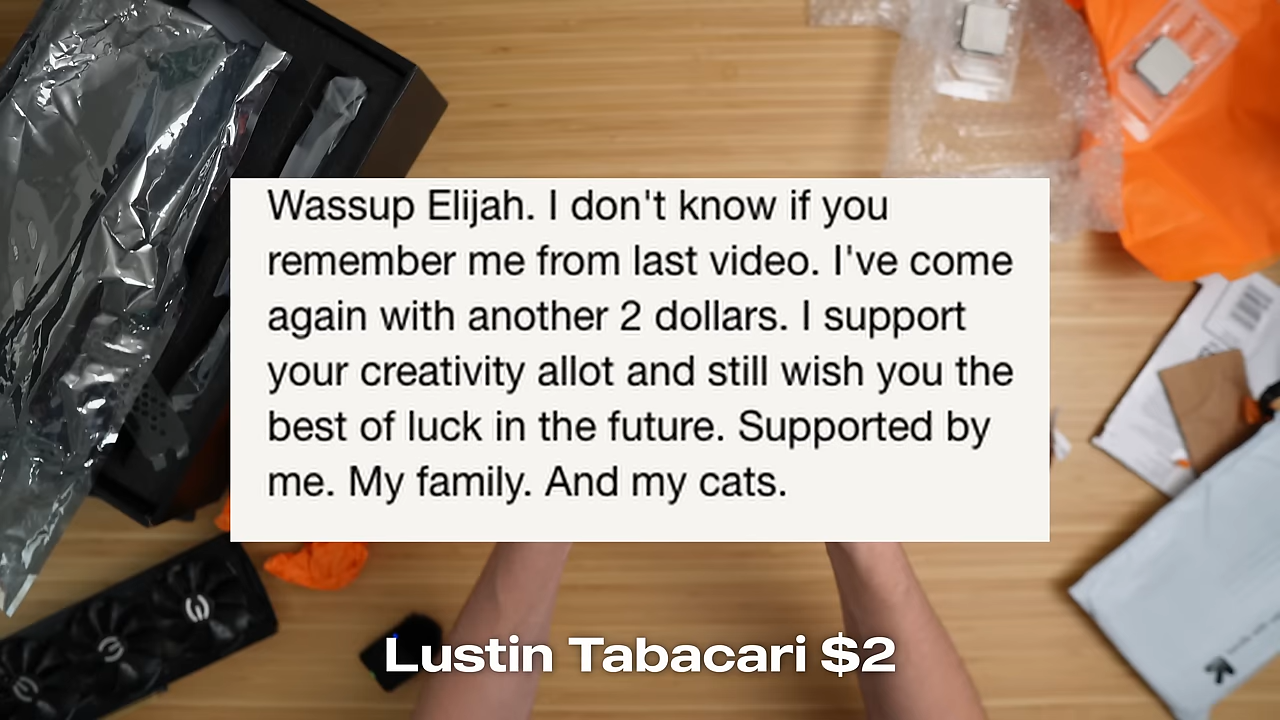 Wassup Elijah. I don't know if you
remember me from last video. I've come
again with another 2 dollars. I support
your creativity allot and still wish you the
best of luck in the future. Supported by
me. My family. And my cats.
Lustin Tabacari $2